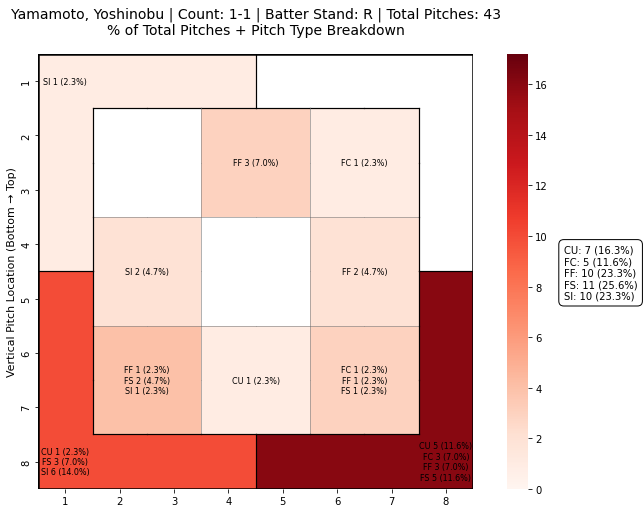 Yamamoto, Yoshinobu | Count: 1-1 | Batter Stand: R | Total Pitches: 43
% of Total Pitches + Pitch Type Breakdown
Vertical Pitch Location (Bottom → Top)
1
2
3
4
5
6
7
8
SI 1 (2.3%)
FF 3 (7.0%)
FC 1 (2.3%)
SI 2 (4.7%)
FF 2 (4.7%)
FF 1 (2.3%)
FS 2 (4.7%)
SI 1 (2.3%)
CU 1 (2.3%)
FC 1 (2.3%)
FF 1 (2.3%)
FS 1 (2.3%)
CU 1 (2.3%)
FS 3 (7.0%)
SI 6 (14.0%)
CU 5 (11.6%)
FC 3 (7.0%)
FF 3 (7.0%)
FS 5 (11.6%)
1 2 3 4 5 6 7 8
16
14
12
10
8
6
4
2
0
CU: 7 (16.3%)
FC: 5 (11.6%)
FF: 10 (23.3%)
FS: 11 (25.6%)
SI: 10 (23.3%)